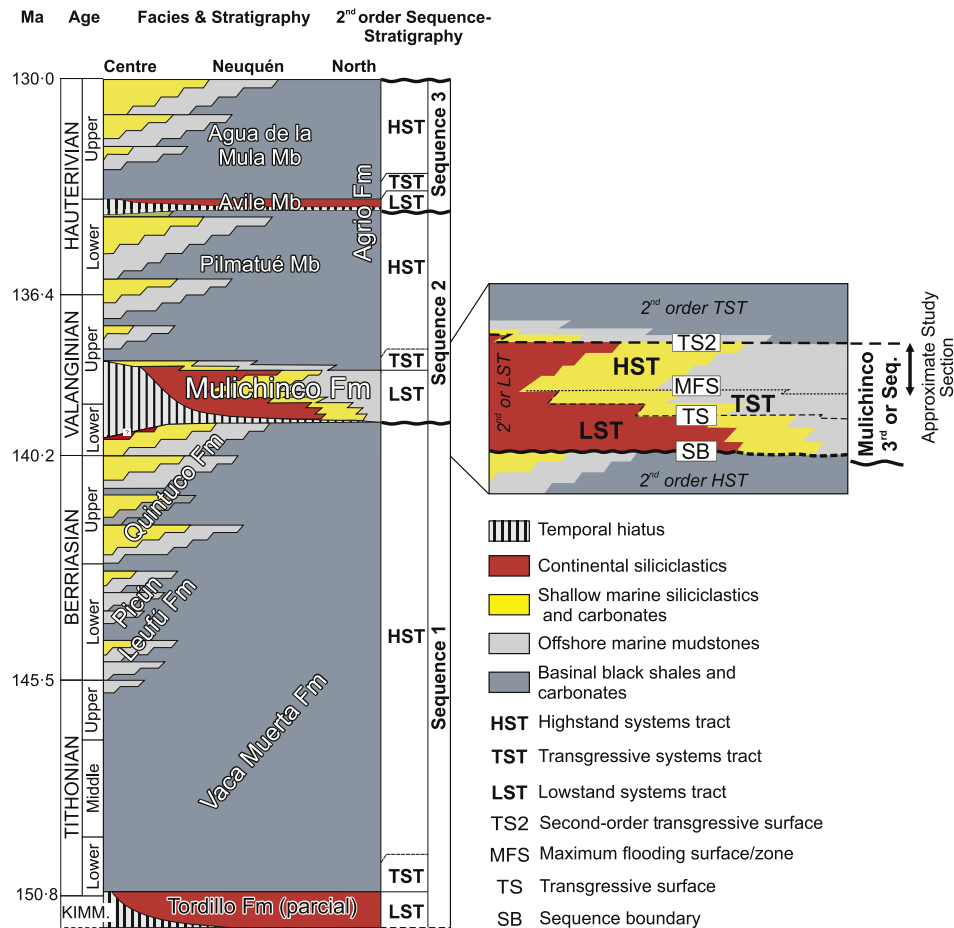 Ma Age Facies & Stratigraphy 2nd order Sequence-
Stratigraphy
Centre Neuquén North
130·0
136·4
140·2
145·5
150·8
HAUTERIVIAN
Upper
Lower
VALANGINIAN
Upper
Lower
BERRIASIAN
Upper
Lower
TITHONIAN
Upper
Middle
Lower
KIMM.
Agua de la
Mula Mb
Avile Mb
Agrio Fm
Pilmatué Mb
Mulichinco Fm
?
Quintuco Fm
Picún
Leufú Fm
Vaca Muerta Fm
Tordillo Fm (parcial)
HST
TST
LST
Sequence 3
HST
TST
LST
Sequence 2
HST
TST
LST
Sequence 1
2nd order TST
TS2
HST
MFS
TST
TS
LST
SB
2nd order HST
2nd or LST
Mulichinco
3rd or Seq.
Approximate Study
Section
Temporal hiatus
Continental siliciclastics
Shallow marine siliciclastics
and carbonates
Offshore marine mudstones
Basinal black shales and
carbonates
HST Highstand systems tract
TST Transgressive systems tract
LST Lowstand systems tract
TS2 Second-order transgressive surface
MFS Maximum flooding surface/zone
TS Transgressive surface
SB Sequence boundary